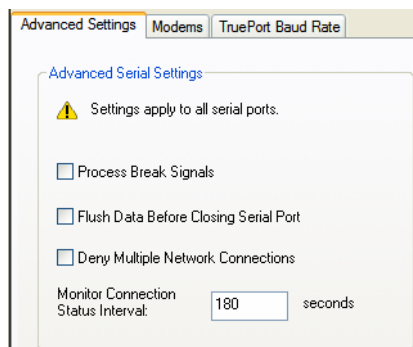 Advanced Settings Modems TruePort Baud Rate
Advanced Serial Settings
Settings apply to all serial ports.
Process Break Signals
Flush Data Before Closing Serial Port
Deny Multiple Network Connections
Monitor Connection
Status Interval: 180 seconds